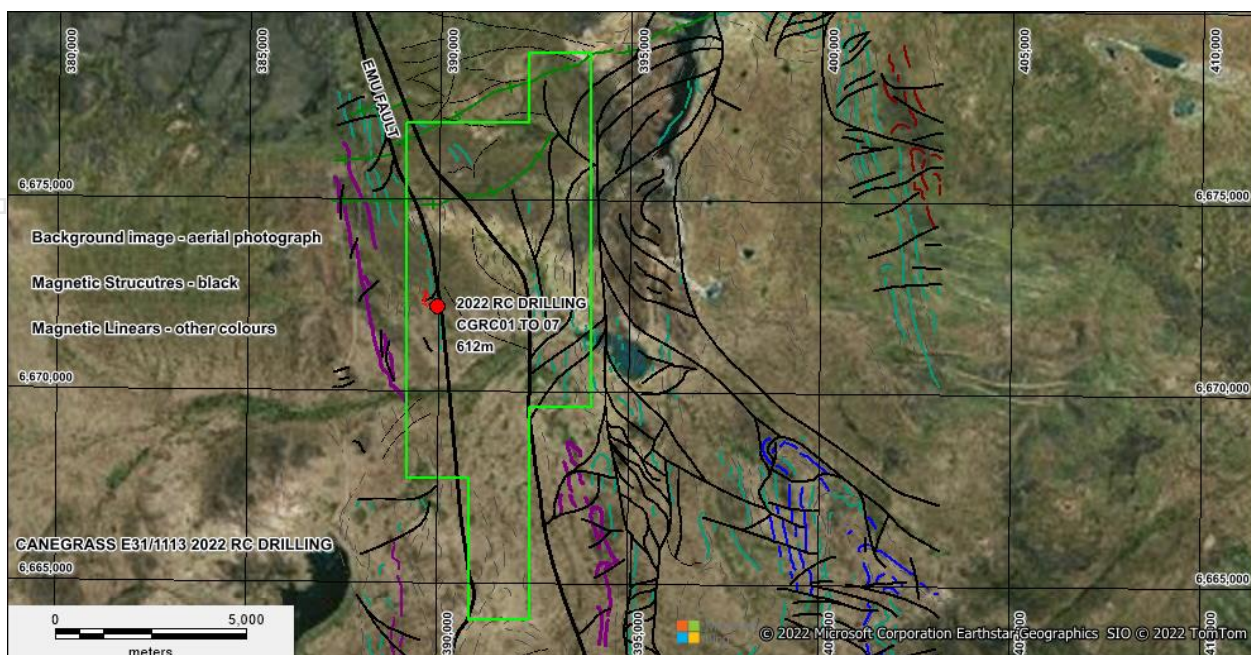 380,000
385,000
390,000
395,000
400,000
405,000
410,000
EMU FAULT
6,675,000
6,675,000
Background image - aerial photograph
Magnetic Strucutres - black
Magnetic Linears - other colours
2022 RC DRILLING
CGRC01 TO 07
612m
6,670,000
6,670,000
CANEGRASS E31/1113 2022 RC DRILLING
6,665,000
6,665,000
0 5,000
meters
390,000
395,000
405,000
© 2022 Microsoft Corporation Earthstar Geographics SIO © 2022 TomTom